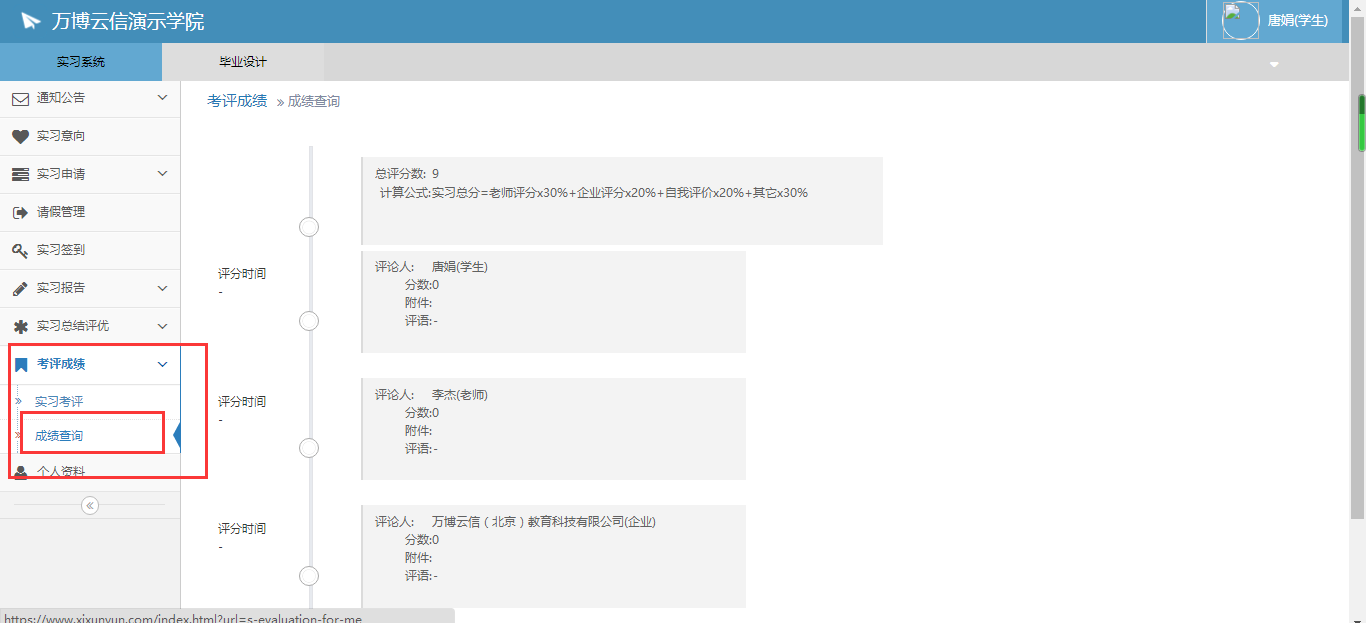 万博云信演示学院
唐娟(学生)
实习系统
毕业设计
通知公告
实习意向
实习申请
请假管理
实习签到
实习报告
实习总结评优
考评成绩
» 实习考评
» 成绩查询
个人资料
考评成绩 » 成绩查询
总评分数: 9
计算公式:实习总分=老师评分x30%+企业评分x20%+自我评价x20%+其它x30%
评分时间
-
评论人: 唐娟(学生)
分数:0
附件:
评语:-
评分时间
-
评论人: 李杰(老师)
分数:0
附件:
评语:-
评分时间
-
评论人: 万博云信（北京）教育科技有限公司(企业)
分数:0
附件:
评语:-
https://www.xixunyun.com/index.html?url=s-evaluation-for-me